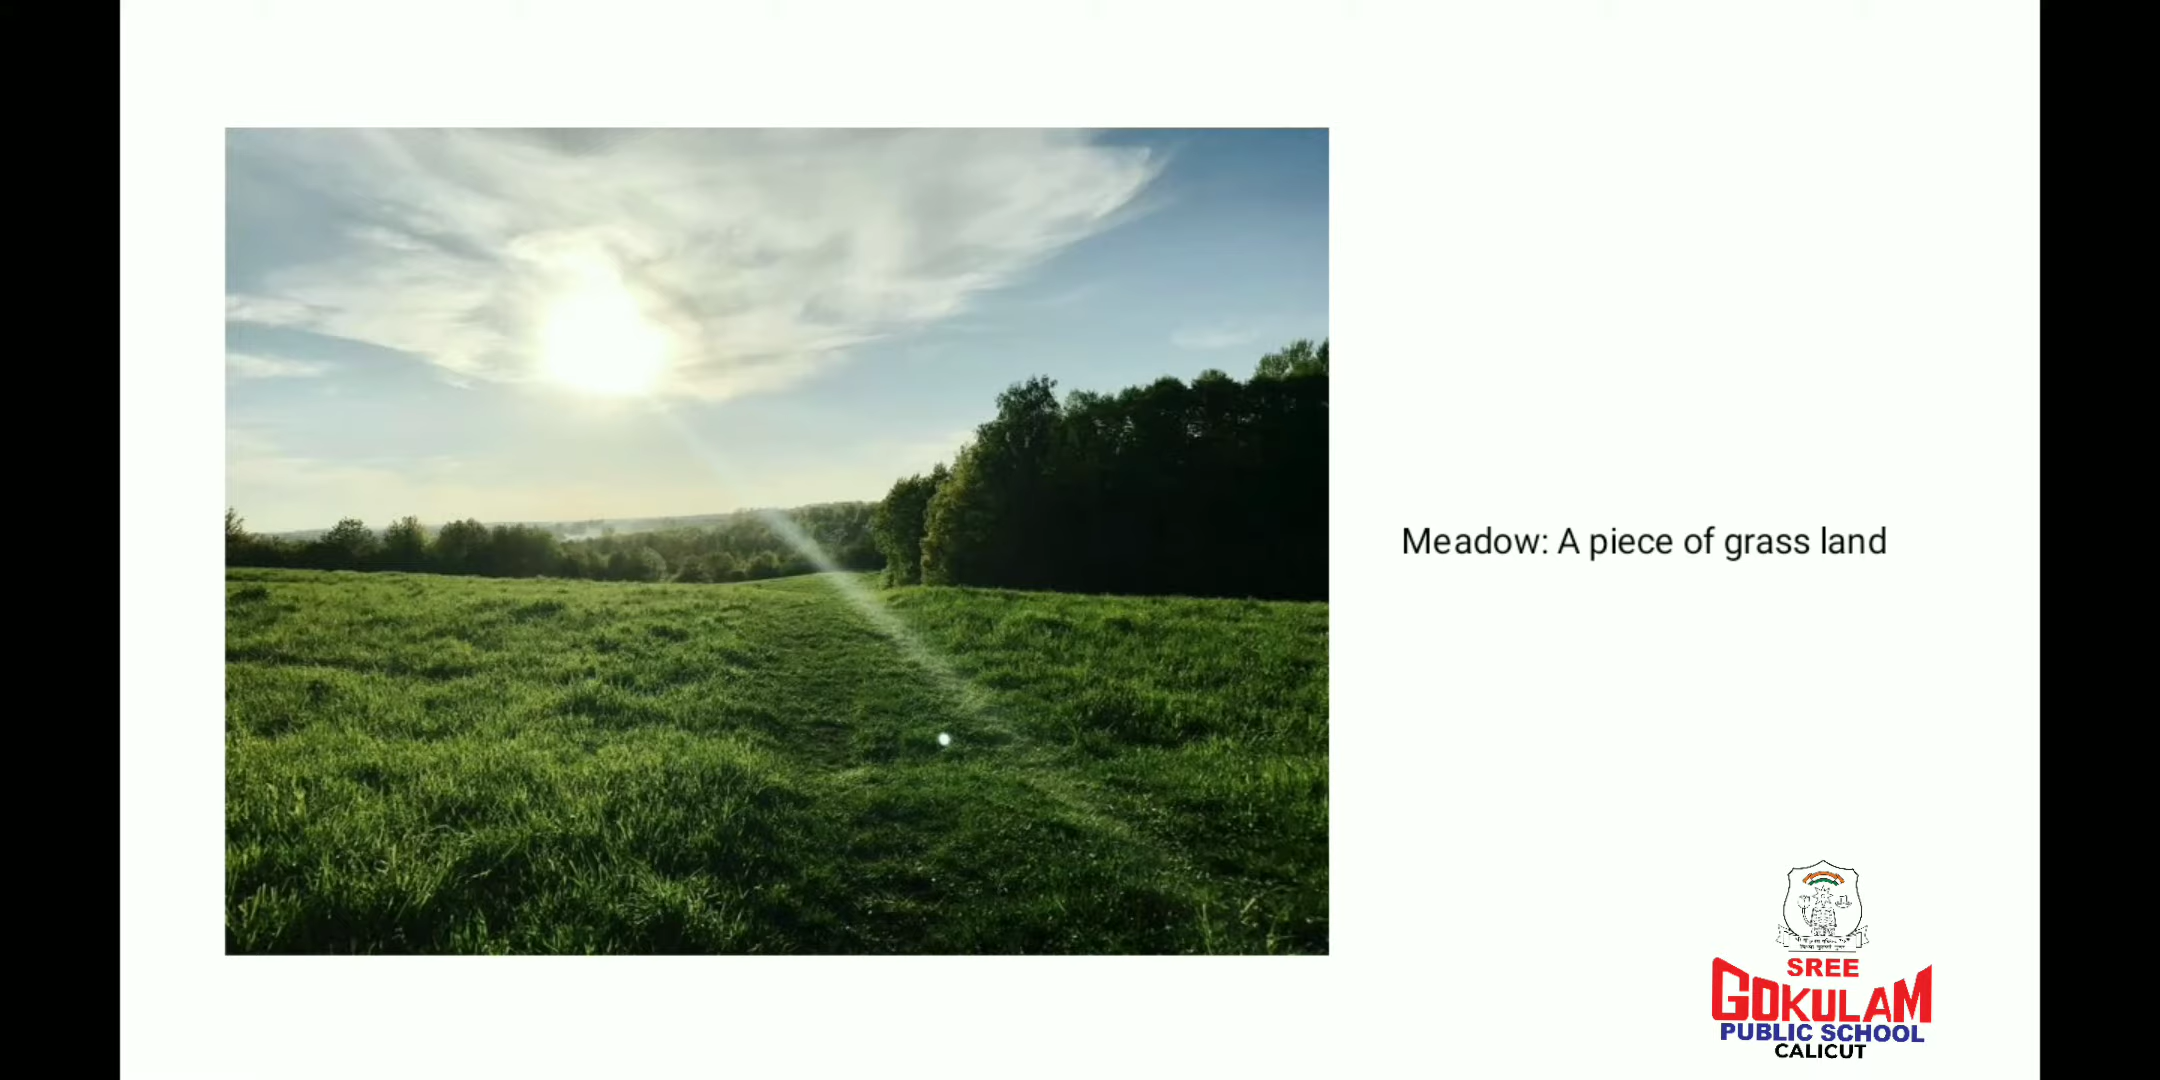 Meadow: A piece of grass land
SREE
GOKULAM
PUBLIC SCHOOL
CALICUT